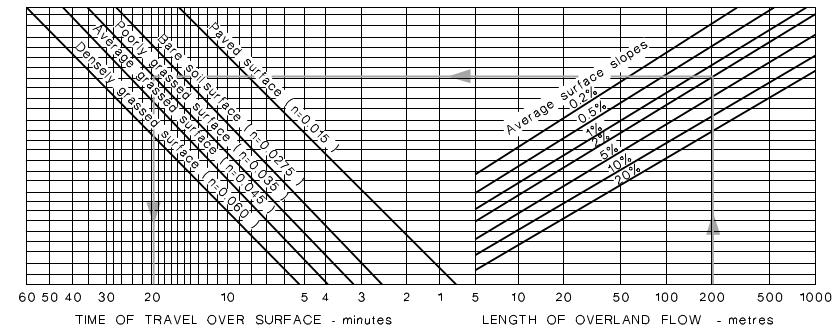 Paved surface (n=0.015)
Bare soil surface (n=0.0275)
Poorly grassed surface (n=0.035)
Average grassed surface (n=0.045)
Densely grassed surface (n=0.060)
Average surface slopes
0.2%
0.5%
1%
2%
5%
10%
20%
60 50 40 30 20 10 5 4 3 2 1 5 10 20 50 100 200 500 1000
TIME OF TRAVEL OVER SURFACE - minutes
LENGTH OF OVERLAND FLOW - metres